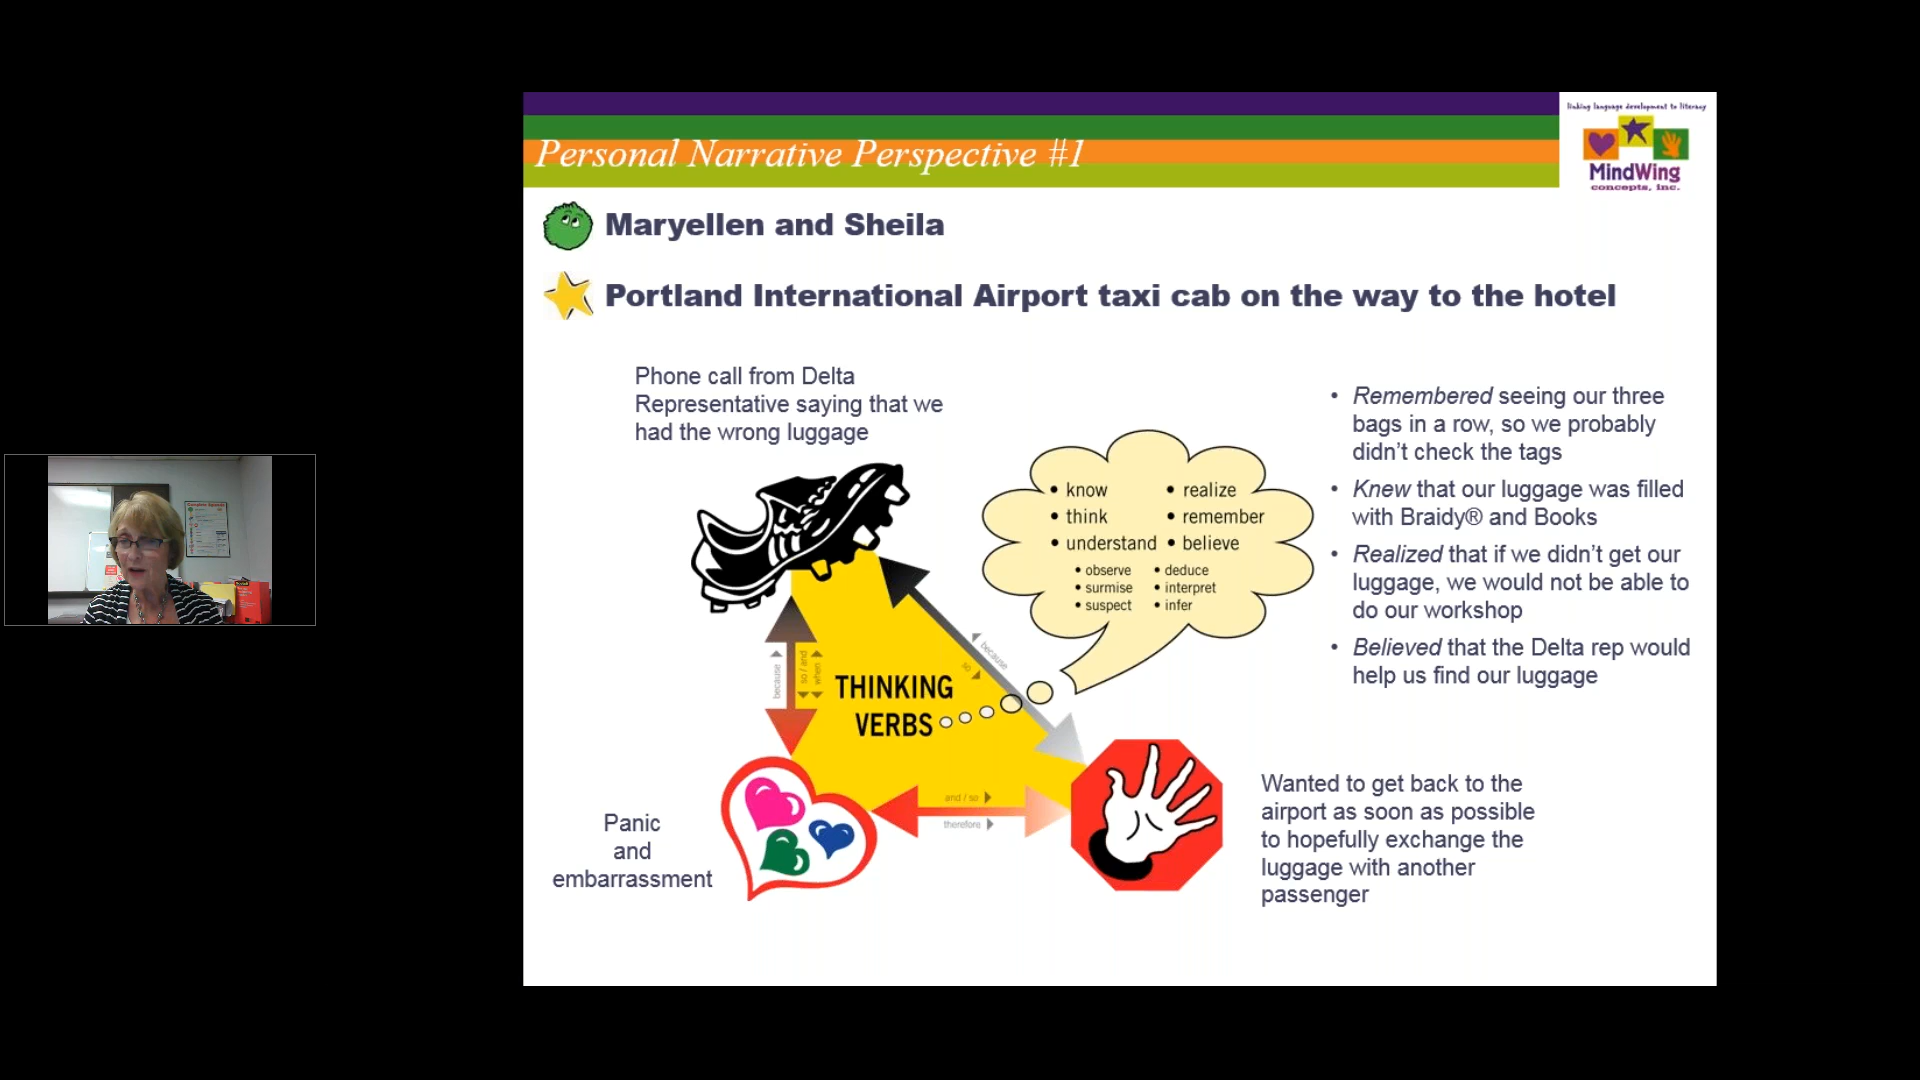 linking language development to literacy
Personal Narrative Perspective #1
MindWing
concepts, inc.
Maryellen and Sheila
Portland International Airport taxi cab on the way to the hotel
Phone call from Delta
Representative saying that we
had the wrong luggage
• Remembered seeing our three
bags in a row, so we probably
didn’t check the tags
• Knew that our luggage was filled
with Braidy® and Books
• Realized that if we didn’t get our
luggage, we would not be able to
do our workshop
• Believed that the Delta rep would
help us find our luggage
• know • realize
• think • remember
• understand • believe
• observe • deduce
• surmise • interpret
• suspect • infer
because
so
because
so / and
when
THINKING
VERBS
and / so
therefore
Panic
and
embarrassment
Wanted to get back to the
airport as soon as possible
to hopefully exchange the
luggage with another
passenger